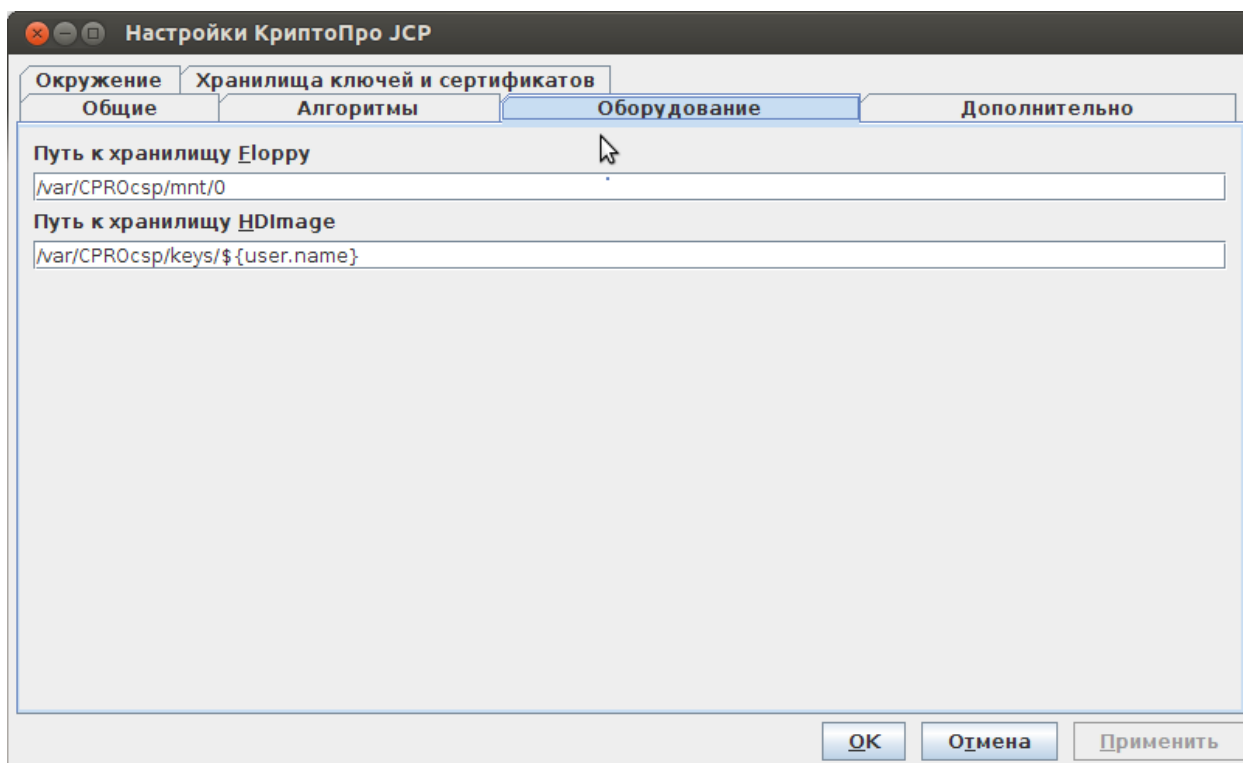 Настройки КриптоПро JCP
Окружение Хранилища ключей и сертификатов
Общие Алгоритмы Оборудование Дополнительно
Путь к хранилищу Floppy
/var/CPROcsp/mnt/0
Путь к хранилищу HDImage
/var/CPROcsp/keys/${user.name}
OK Отмена Применить